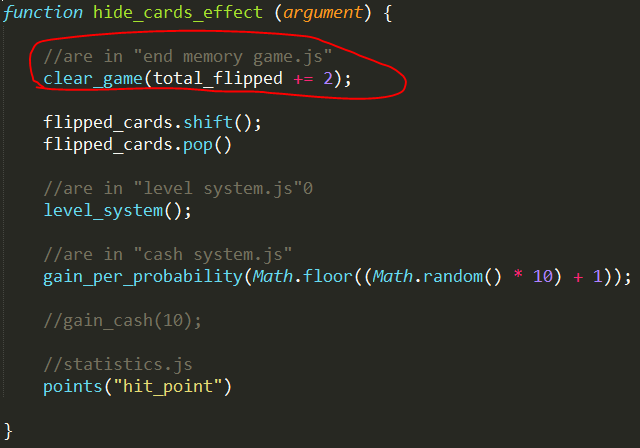 function hide_cards_effect (argument) {
//are in "end memory game.js"
clear_game(total_flipped += 2);
flipped_cards.shift();
flipped_cards.pop()
//are in "level system.js"0
level_system();
//are in "cash system.js"
gain_per_probability(Math.floor((Math.random() * 10) + 1));
//gain_cash(10);
//statistics.js
points("hit_point")
}